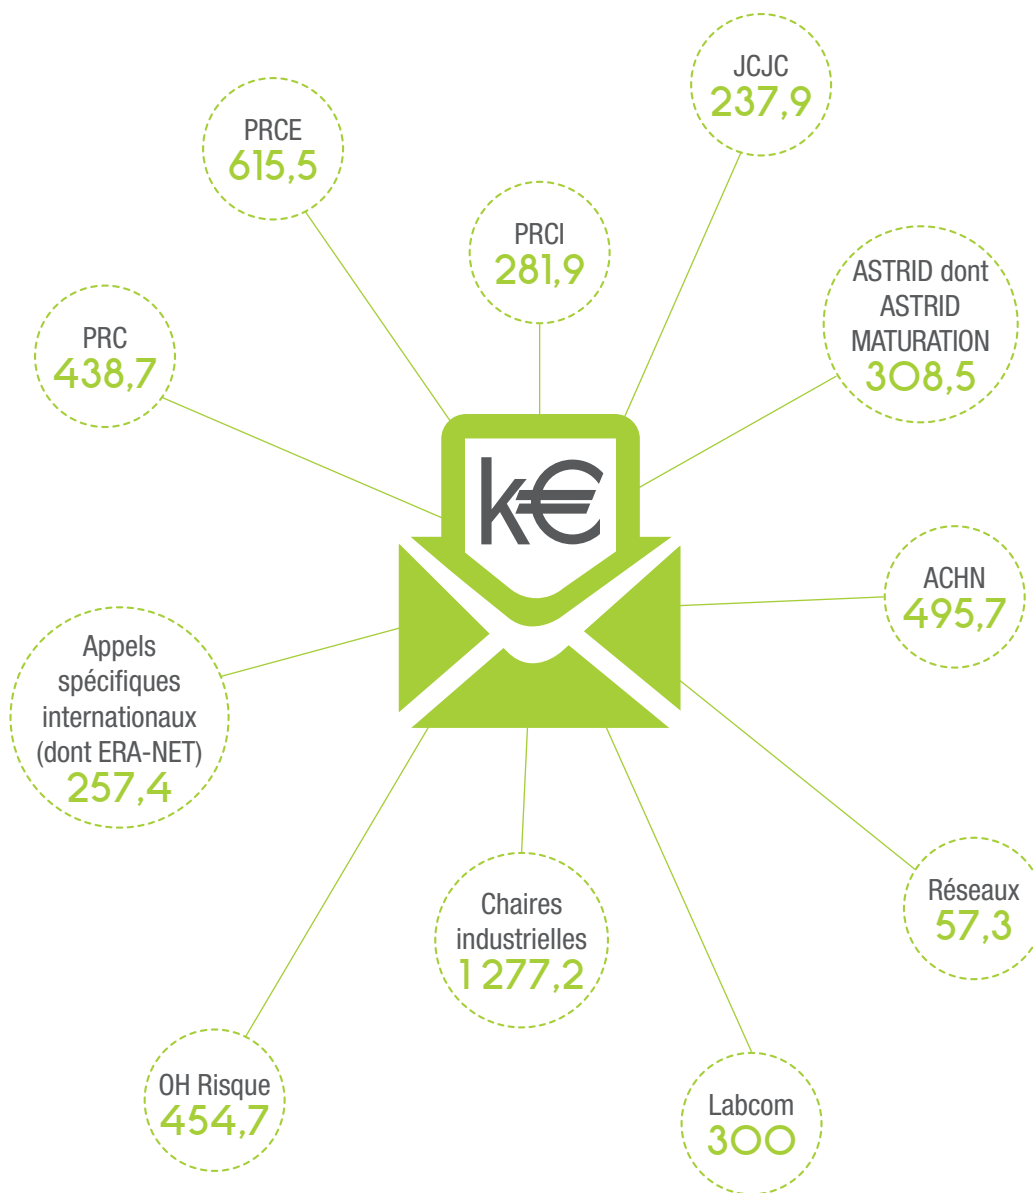 JCJC
237,9
PRCE
615,5
PRCI
281,9
ASTRID dont
ASTRID
MATURATION
308,5
PRC
438,7
k€
ACHN
495,7
Appels
spécifiques
internationaux
(dont ERA-NET)
257,4
Chaires
industrielles
1 277,2
Réseaux
57,3
OH Risque
454,7
Labcom
300